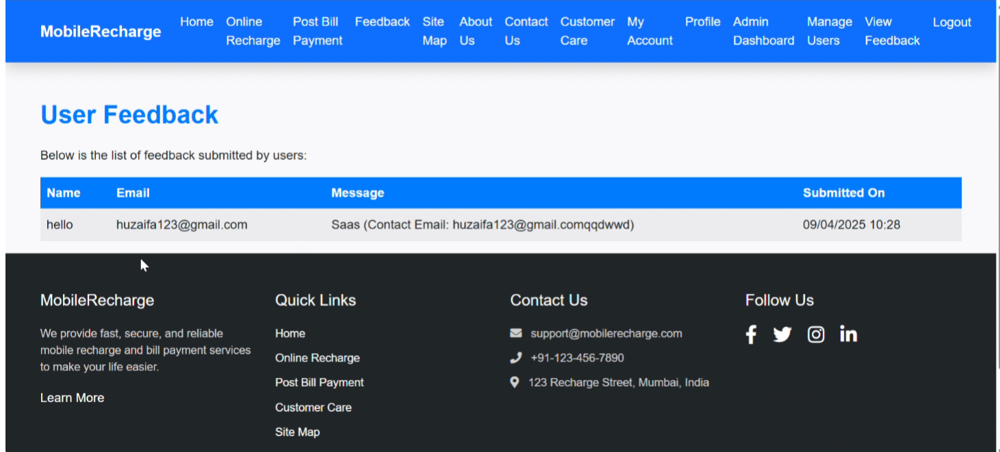 MobileRecharge Home Online Recharge Post Bill Payment Feedback Site Map About Us Contact Us Customer Care My Account Profile Admin Dashboard Manage Users View Feedback Logout
User Feedback
Below is the list of feedback submitted by users:
Name Email Message Submitted On
hello huzaifa123@gmail.com Saas (Contact Email: huzaifa123@gmail.comqqdwwd) 09/04/2025 10:28
MobileRecharge
We provide fast, secure, and reliable
mobile recharge and bill payment services
to make your life easier.
Learn More
Quick Links
Home
Online Recharge
Post Bill Payment
Customer Care
Site Map
Contact Us
support@mobilerecharge.com
+91-123-456-7890
123 Recharge Street, Mumbai, India
Follow Us